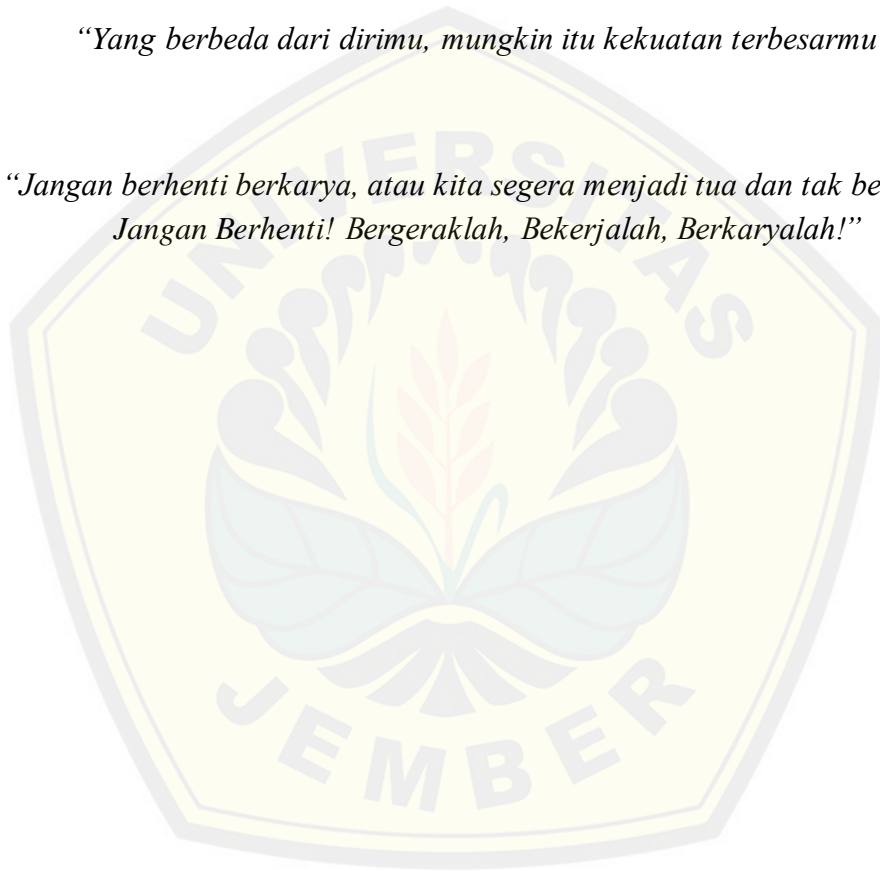 “Yang berbeda dari dirimu, mungkin itu kekuatan terbesarmu
“Jangan berhenti berkarya, atau kita segera menjadi tua dan tak
Jangan Berhenti! Bergeraklah, Bekerjalah, Berkaryalah!”
UNIVERSITAS
JEMBER